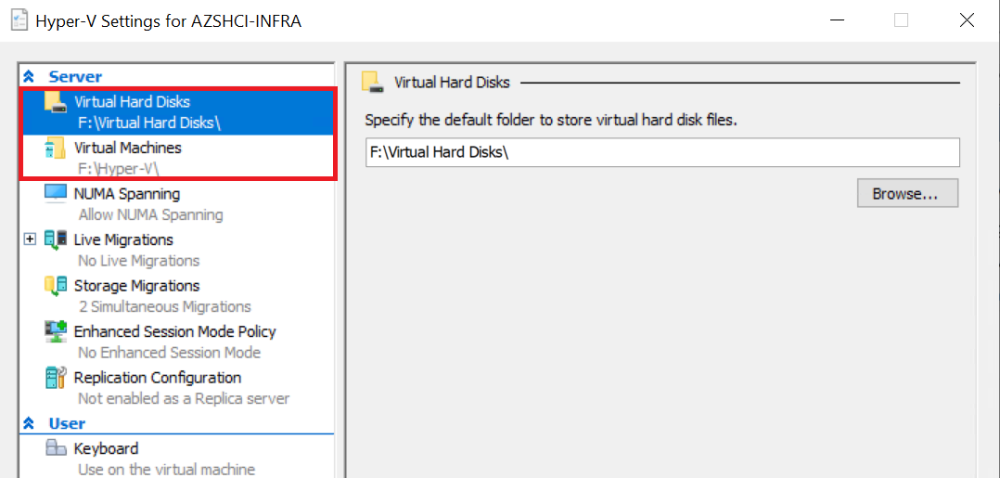 Hyper-V Settings for AZSHCI-INFRA
Server
Virtual Hard Disks
F:\Virtual Hard Disks\
Virtual Machines
F:\Hyper-V\
NUMA Spanning
Allow NUMA Spanning
Live Migrations
No Live Migrations
Storage Migrations
2 Simultaneous Migrations
Enhanced Session Mode Policy
No Enhanced Session Mode
Replication Configuration
Not enabled as a Replica server
User
Keyboard
Use on the virtual machine
Virtual Hard Disks
Specify the default folder to store virtual hard disk files.
F:\Virtual Hard Disks\
Browse...